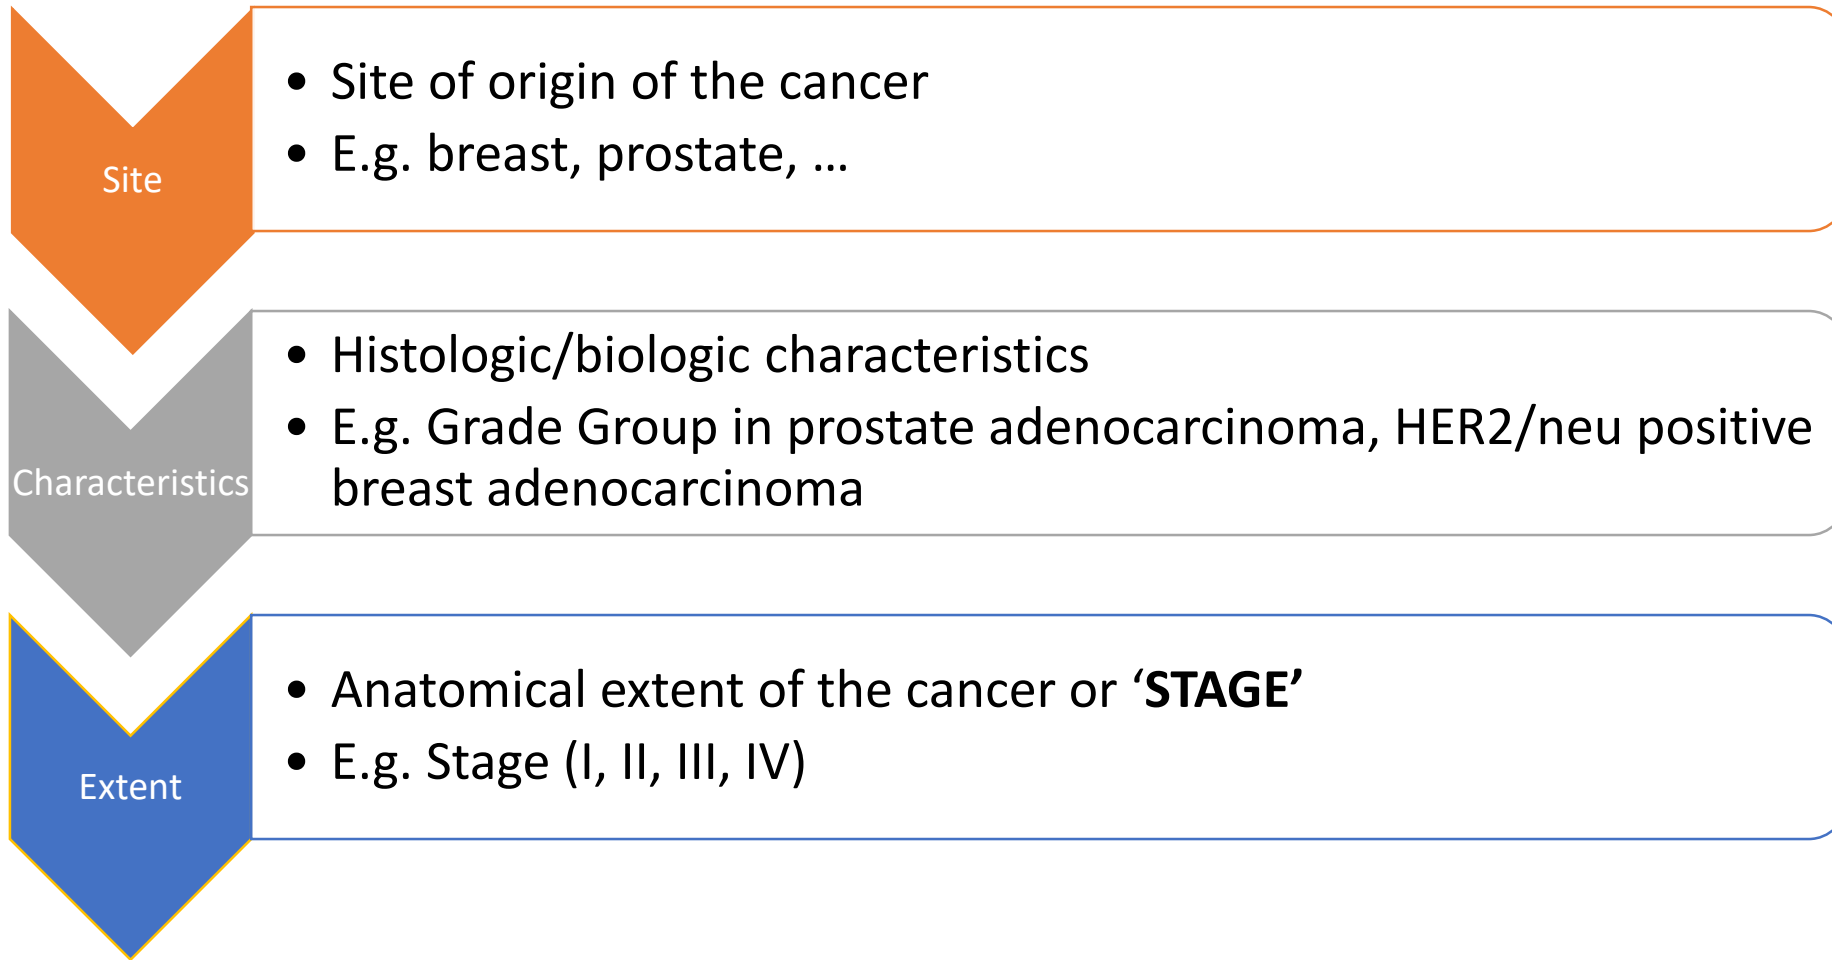 Site
• Site of origin of the cancer
• E.g. breast, prostate, ...
Characteristics
• Histologic/biologic characteristics
• E.g. Grade Group in prostate adenocarcinoma, HER2/neu positive
breast adenocarcinoma
Extent
• Anatomical extent of the cancer or ‘STAGE’
• E.g. Stage (I, II, III, IV)